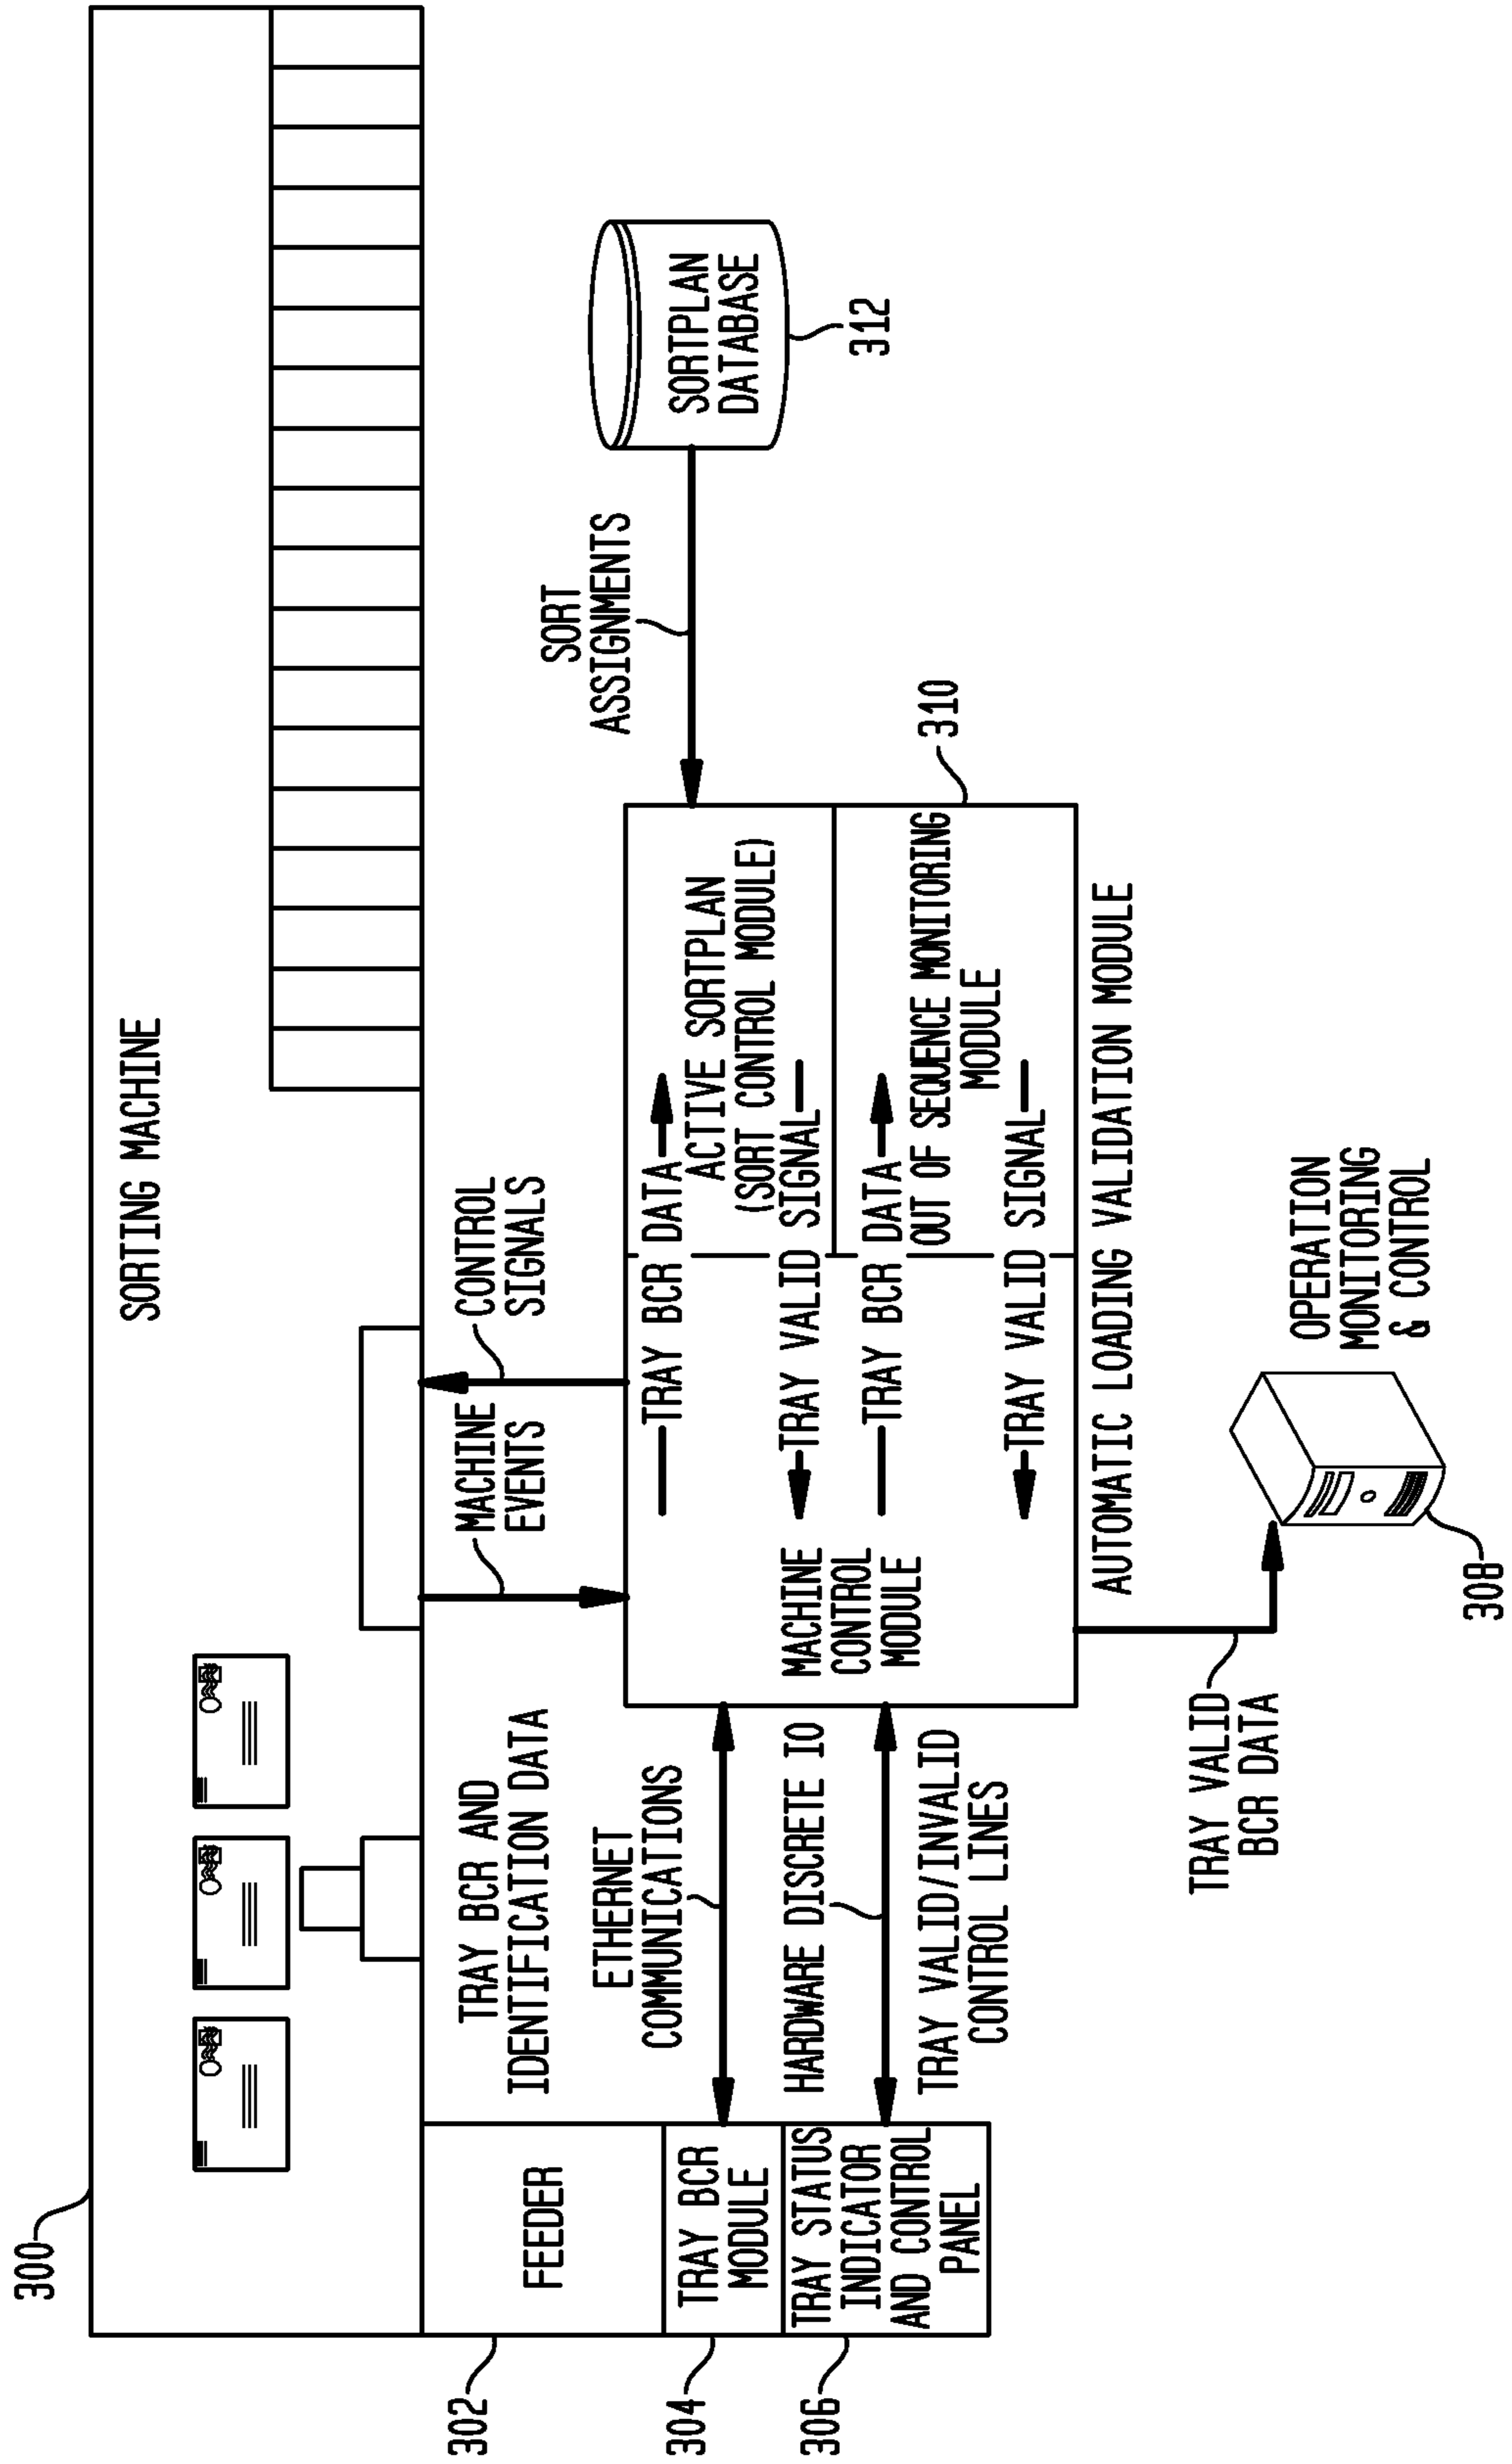 300
SORTING MACHINE
302
FEEDER
304
TRAY BCR
MODULE
306
TRAY STATUS
INDICATOR
AND CONTROL
PANEL
TRAY BCR AND
IDENTIFICATION DATA
ETHERNET
COMMUNICATIONS
HARDWARE DISCRETE IO
TRAY VALID/INVALID
CONTROL LINES
MACHINE
EVENTS
CONTROL
SIGNALS
MACHINE
CONTROL
MODULE
TRAY BCR DATA
ACTIVE SORTPLAN
(SORT CONTROL MODULE)
TRAY VALID SIGNAL
TRAY BCR DATA
OUT OF SEQUENCE MONITORING
MODULE
TRAY VALID SIGNAL
310
AUTOMATIC LOADING VALIDATION MODULE
SORT
ASSIGNMENTS
SORTPLAN
DATABASE
312
TRAY VALID
BCR DATA
OPERATION
MONITORING
& CONTROL
308